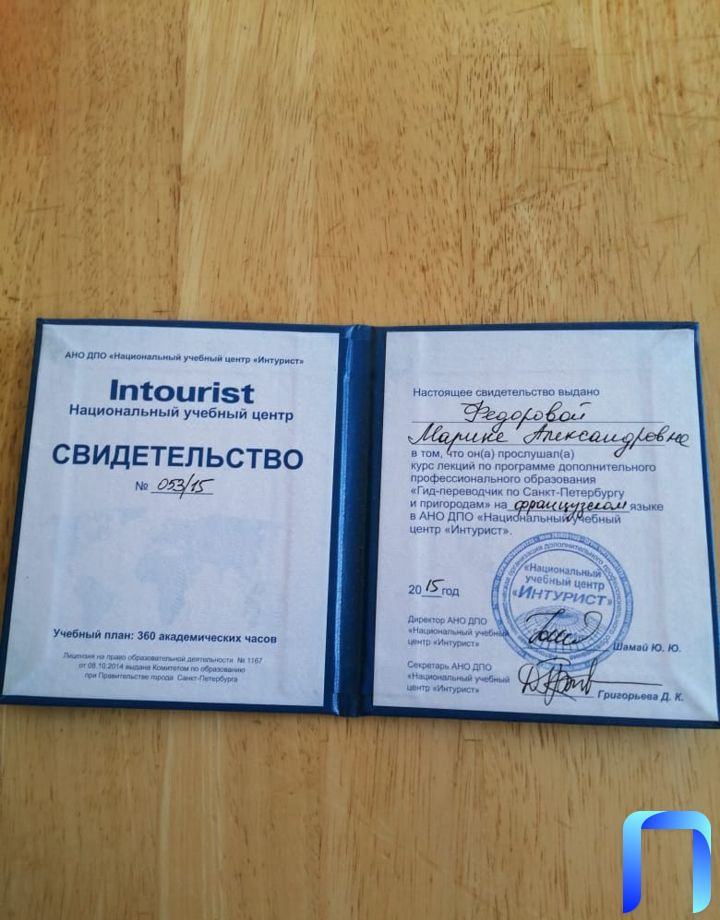 АНО ДПО «Национальный учебный центр «Интурист»
Intourist
Национальный учебный центр
СВИДЕТЕЛЬСТВО
№ 053/15
Учебный план: 360 академических часов
Лицензия на право образовательной деятельности № 1167
от 08.10.2014 выдана Комитетом по образованию
при Правительстве города Санкт-Петербурга
Настоящее свидетельство выдано
Федоровой
Марине Александровне
в том, что он(а) прослушал(а)
курс лекций по программе дополнительного
профессионального образования
«Гид-переводчик по Санкт-Петербургу
и пригородам» на французском языке
в АНО ДПО «Национальный учебный
центр «Интурист».
«Национальный
учебный центр
«ИНТУРИСТ»
2015 год
Директор АНО ДПО
«Национальный учебный
центр «Интурист»
Шамай Ю. Ю.
Секретарь АНО ДПО
«Национальный учебный
центр «Интурист»
Григорьева Д. К.